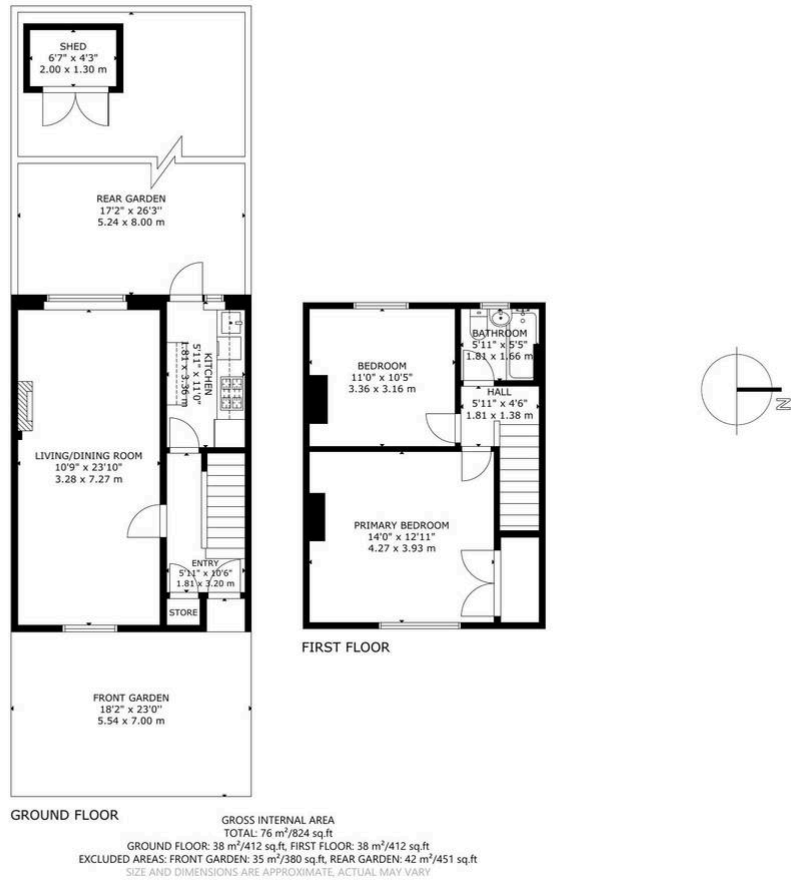 SHED
6'7" x 4'3"
2.00 x 1.30 m
REAR GARDEN
17'2" x 26'3"
5.24 x 8.00 m
KITCHEN
5'11" x 11'0"
1.81 x 3.36 m
LIVING/DINING ROOM
10'9" x 23'10"
3.28 x 7.27 m
ENTRY
5'11" x 10'6"
1.81 x 3.20 m
STORE
FRONT GARDEN
18'2" x 23'0"
5.54 x 7.00 m
GROUND FLOOR
BEDROOM
11'0" x 10'5"
3.36 x 3.16 m
BATHROOM
5'11" x 5'5"
1.81 x 1.66 m
HALL
5'11" x 4'6"
1.81 x 1.38 m
PRIMARY BEDROOM
14'0" x 12'11"
4.27 x 3.93 m
FIRST FLOOR
N
GROSS INTERNAL AREA
TOTAL: 76 m²/824 sq.ft
GROUND FLOOR: 38 m²/412 sq.ft, FIRST FLOOR: 38 m²/412 sq.ft
EXCLUDED AREAS: FRONT GARDEN: 35 m²/380 sq.ft, REAR GARDEN: 42 m²/451 sq.ft
SIZE AND DIMENSIONS ARE APPROXIMATE, ACTUAL MAY VARY